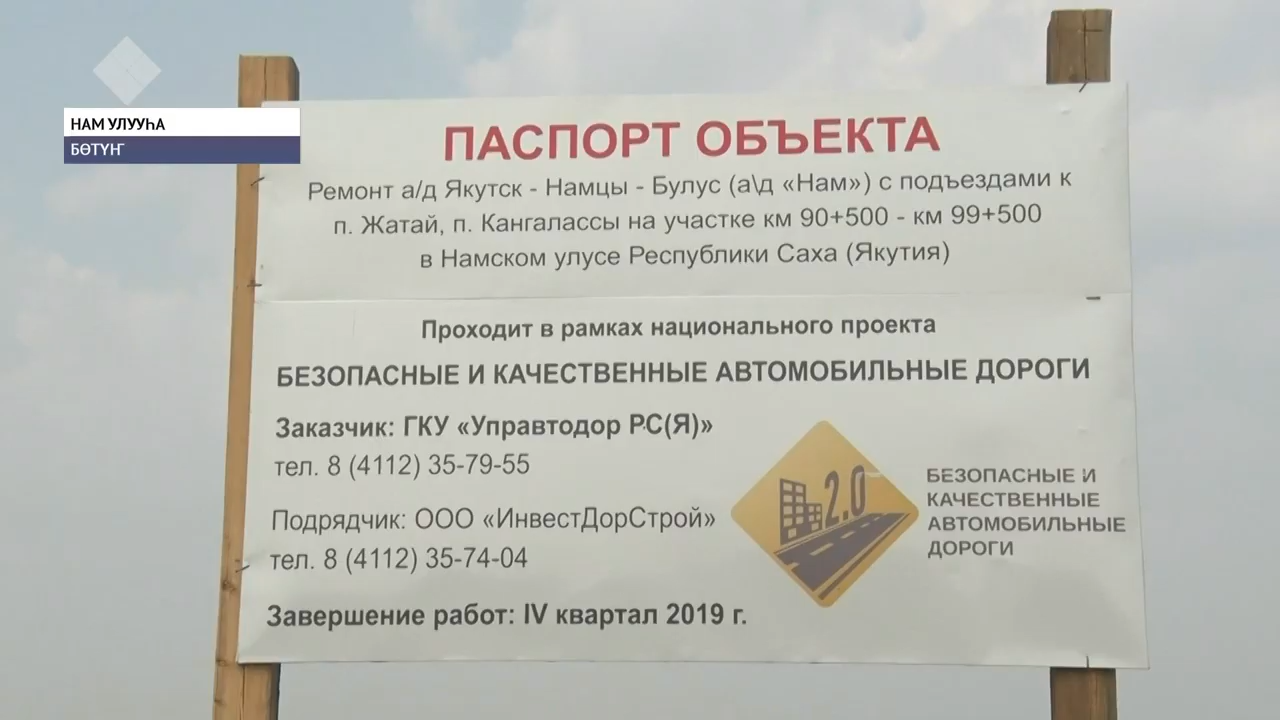 НАМ УЛУУҺА
БӨТҮҤ
ПАСПОРТ ОБЪЕКТА
Ремонт а/д Якутск - Намцы - Булус (а\д «Нам») с подъездами к
п. Жатай, п. Кангалассы на участке км 90+500 - км 99+500
в Намском улусе Республики Саха (Якутия)
Проходит в рамках национального проекта
БЕЗОПАСНЫЕ И КАЧЕСТВЕННЫЕ АВТОМОБИЛЬНЫЕ ДОРОГИ
Заказчик: ГКУ «Управтодор РС(Я)»
тел. 8 (4112) 35-79-55
Подрядчик: ООО «ИнвестДорСтрой»
тел. 8 (4112) 35-74-04
Завершение работ: IV квартал 2019 г.
2.0
БЕЗОПАСНЫЕ И
КАЧЕСТВЕННЫЕ
АВТОМОБИЛЬНЫЕ
ДОРОГИ